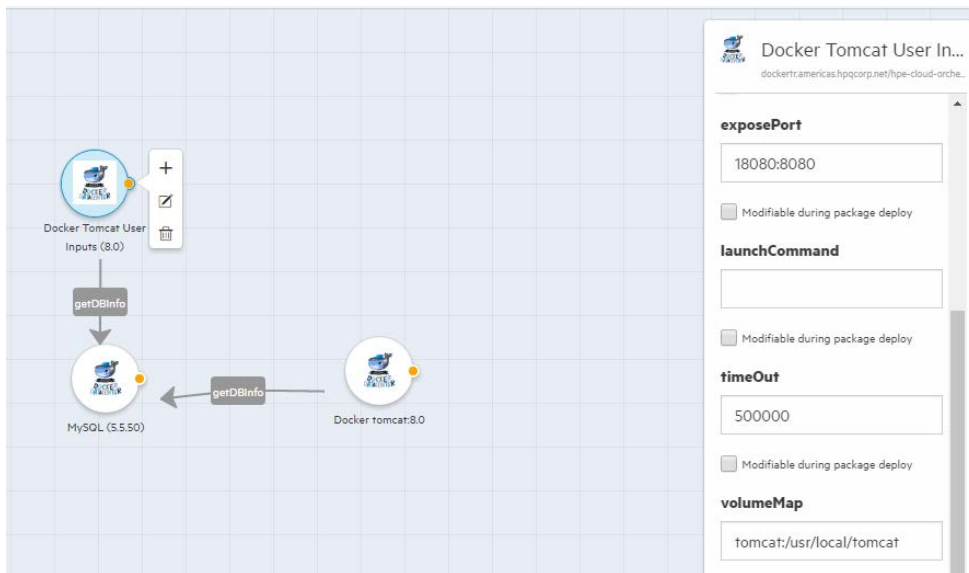 Docker Tomcat User
Inputs (8.0)
getDBInfo
MySQL (5.5.50)
getDBInfo
Docker tomcat:8.0
Docker Tomcat User In...
dockertr.americas.hpqcorp.net/hpe-cloud-orche...
exposePort
18080:8080
Modifiable during package deploy
launchCommand
Modifiable during package deploy
timeOut
500000
Modifiable during package deploy
volumeMap
tomcat:/usr/local/tomcat